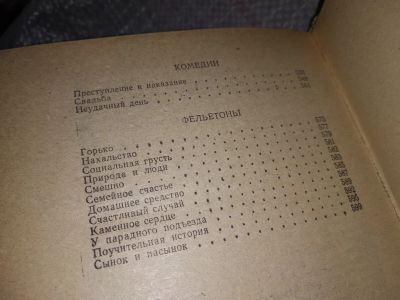 КОМЕДИИ
Преступление и наказание
Свадьба
Неудачный день
ФЕЛЬЕТОНЫ
Горько
Нахальство
Социальная грусть
Природа и люди
Смешно
Семейное счастье
Домашнее средство
Счастливый случай
Каменное сердце
У парадного подъезда
Поучительная история
Сынок и пасынок